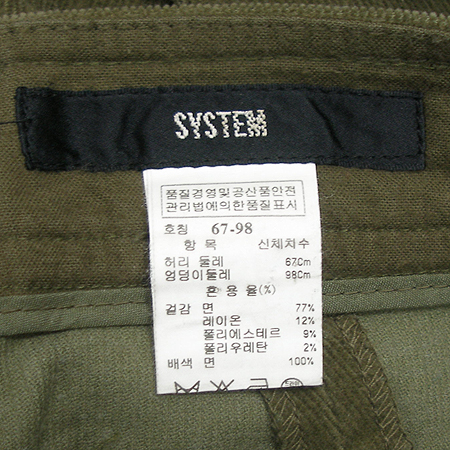 SYSTEM
품질경영및공산품안전
관리법에의한품질표시
호칭 67-98
항 목 신체치수
허리 둘레 67Cm
엉덩이둘레 98Cm
혼 용 율(%)
겉감 면 77%
레이온 12%
폴리에스테르 9%
폴리우레탄 2%
배색 면 100%